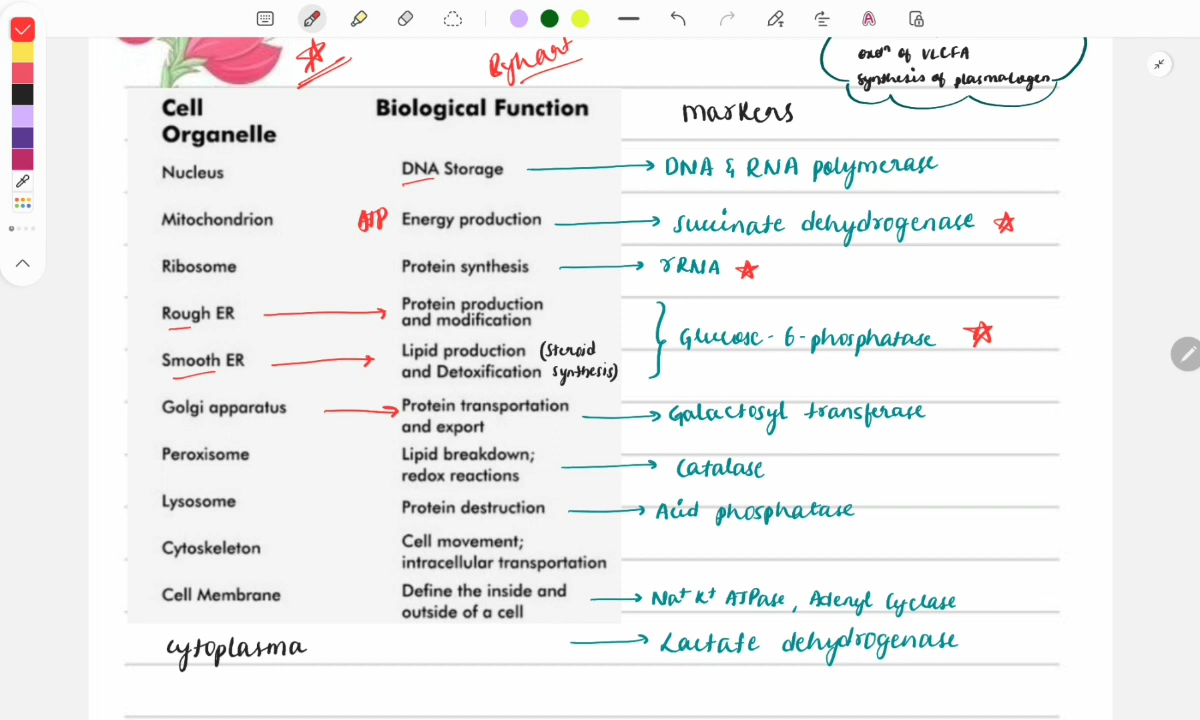 Byheart
oxdⁿ of VLCFA
synthesis of plasmalogen
Cell Organelle Biological Function markers
Nucleus DNA Storage → DNA & RNA polymerase
Mitochondrion ATP Energy production → succinate dehydrogenase
Ribosome Protein synthesis → rRNA
Rough ER → Protein production and modification
Smooth ER → Lipid production and Detoxification (steroid synthesis)
Glucose-6-phosphatase
Golgi apparatus → Protein transportation and export → Galactosyl transferase
Peroxisome Lipid breakdown; redox reactions → catalase
Lysosome Protein destruction → Acid phosphatase
Cytoskeleton Cell movement; intracellular transportation
Cell Membrane Define the inside and outside of a cell → Na⁺ K⁺ ATPase, Adenyl cyclase
cytoplasma → Lactate dehydrogenase